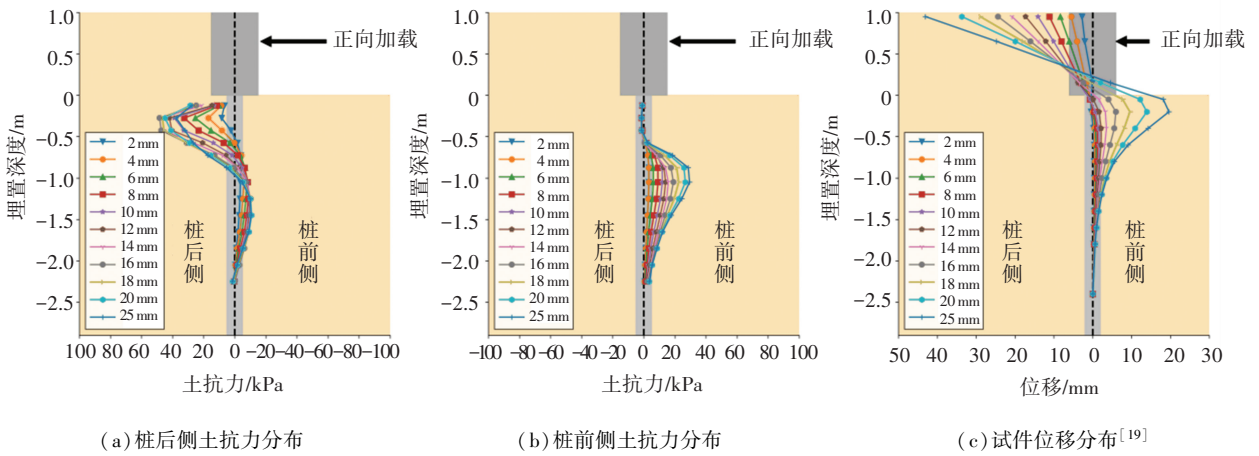 1.0
0.5
0
−0.5
−1.0
−1.5
−2.0
−2.5
埋置深度/m
正向加载
2 mm
4 mm
6 mm
8 mm
10 mm
12 mm
14 mm
16 mm
18 mm
20 mm
25 mm
桩后侧
桩前侧
100 80 60 40 20 0 −20 −40 −60 −80 −100
土抗力/kPa
(a)桩后侧土抗力分布
1.0
0.5
0
−0.5
−1.0
−1.5
−2.0
−2.5
埋置深度/m
正向加载
2 mm
4 mm
6 mm
8 mm
10 mm
12 mm
14 mm
16 mm
18 mm
20 mm
25 mm
桩后侧
桩前侧
−100 −80 −60 −40 −20 0 20 40 60 80 100
土抗力/kPa
(b)桩前侧土抗力分布
1.0
0.5
0
−0.5
−1.0
−1.5
−2.0
−2.5
埋置深度/m
正向加载
2 mm
4 mm
6 mm
8 mm
10 mm
12 mm
14 mm
16 mm
18 mm
20 mm
25 mm
桩后侧
桩前侧
50 40 20 10 0 10 20 30
位移/mm
(c)试件位移分布[19]